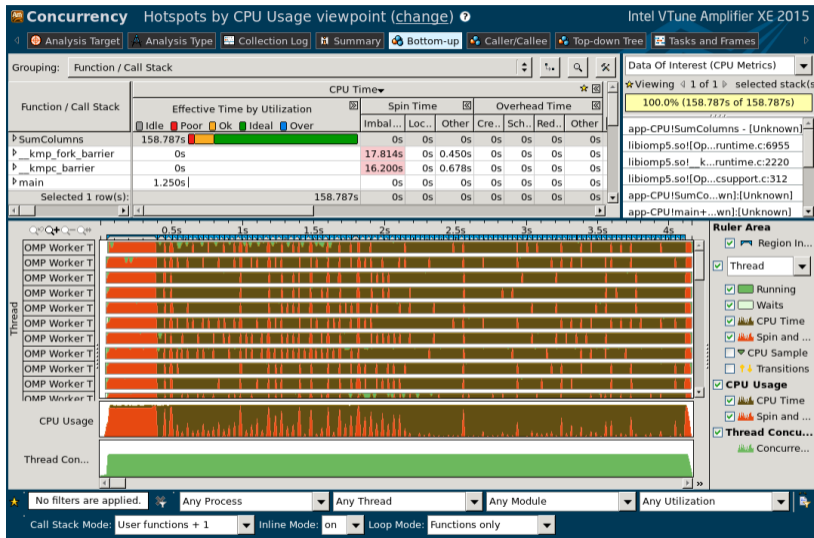 Concurrency Hotspots by CPU Usage viewpoint (change) ? Intel VTune Amplifier XE 2015
Analysis Target Analysis Type Collection Log Summary Bottom-up Caller/Callee Top-down Tree Tasks and Frames
Grouping: Function / Call Stack
Data Of Interest (CPU Metrics)
Viewing 1 of 1 selected stack(s
100.0% (158.787s of 158.787s)
CPU Time
Function / Call Stack
Effective Time by Utilization Spin Time Overhead Time
Idle Poor Ok Ideal Over Imbal... Loc... Other Cre... Sch... Red... Other
SumColumns 158.787s 0s 0s 0s 0s 0s 0s 0s
__kmp_fork_barrier 0s 17.814s 0s 0.450s 0s 0s 0s 0s
__kmpc_barrier 0s 16.200s 0s 0.678s 0s 0s 0s 0s
main 1.250s 0s 0s 0s 0s 0s 0s 0s
Selected 1 row(s): 158.787s 0s 0s 0s 0s 0s 0s 0s
app-CPU!SumColumns - [Unknown]
libiomp5.so![Op...runtime.c:6955
libiomp5.so!__k...runtime.c:2220
libiomp5.so![Op...csupport.c:312
app-CPU!SumCo...wn]:[Unknown]
app-CPU!main+...wn]:[Unknown]
0.5s 1s 1.5s 2s 2.5s 3s 3.5s 4s
Thread
OMP Worker T
OMP Worker T
OMP Worker T
OMP Worker T
OMP Worker T
OMP Worker T
OMP Worker T
OMP Worker T
OMP Worker T
OMP Worker T
OMP Worker T
CPU Usage
Thread Con...
Ruler Area
Region In...
Thread
Running
Waits
CPU Time
Spin and ...
CPU Sample
Transitions
CPU Usage
CPU Time
Spin and ...
Thread Concu...
Concurre...
No filters are applied. Any Process Any Thread Any Module Any Utilization
Call Stack Mode: User functions + 1 Inline Mode: on Loop Mode: Functions only